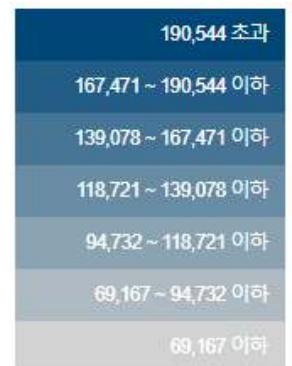 190,544 초과
167,471 ~ 190,544 이하
139,078 ~ 167,471 이하
118,721 ~ 139,078 이하
94,732 ~ 118,721 이하
69,167 ~ 94,732 이하
69,167 이하